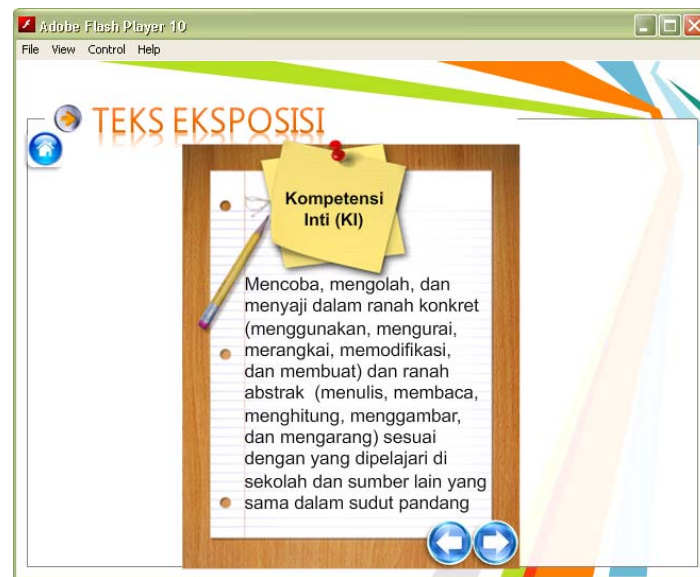 Adobe Flash Player 10
File View Control Help
TEKS EKSPOSISI
Kompetensi
Inti (KI)
Mencoba, mengolah, dan
menyaji dalam ranah konkret
(menggunakan, mengurai,
merangkai, memodifikasi,
dan membuat) dan ranah
abstrak (menulis, membaca,
menghitung, menggambar,
dan mengarang) sesuai
dengan yang dipelajari di
sekolah dan sumber lain yang
sama dalam sudut pandang